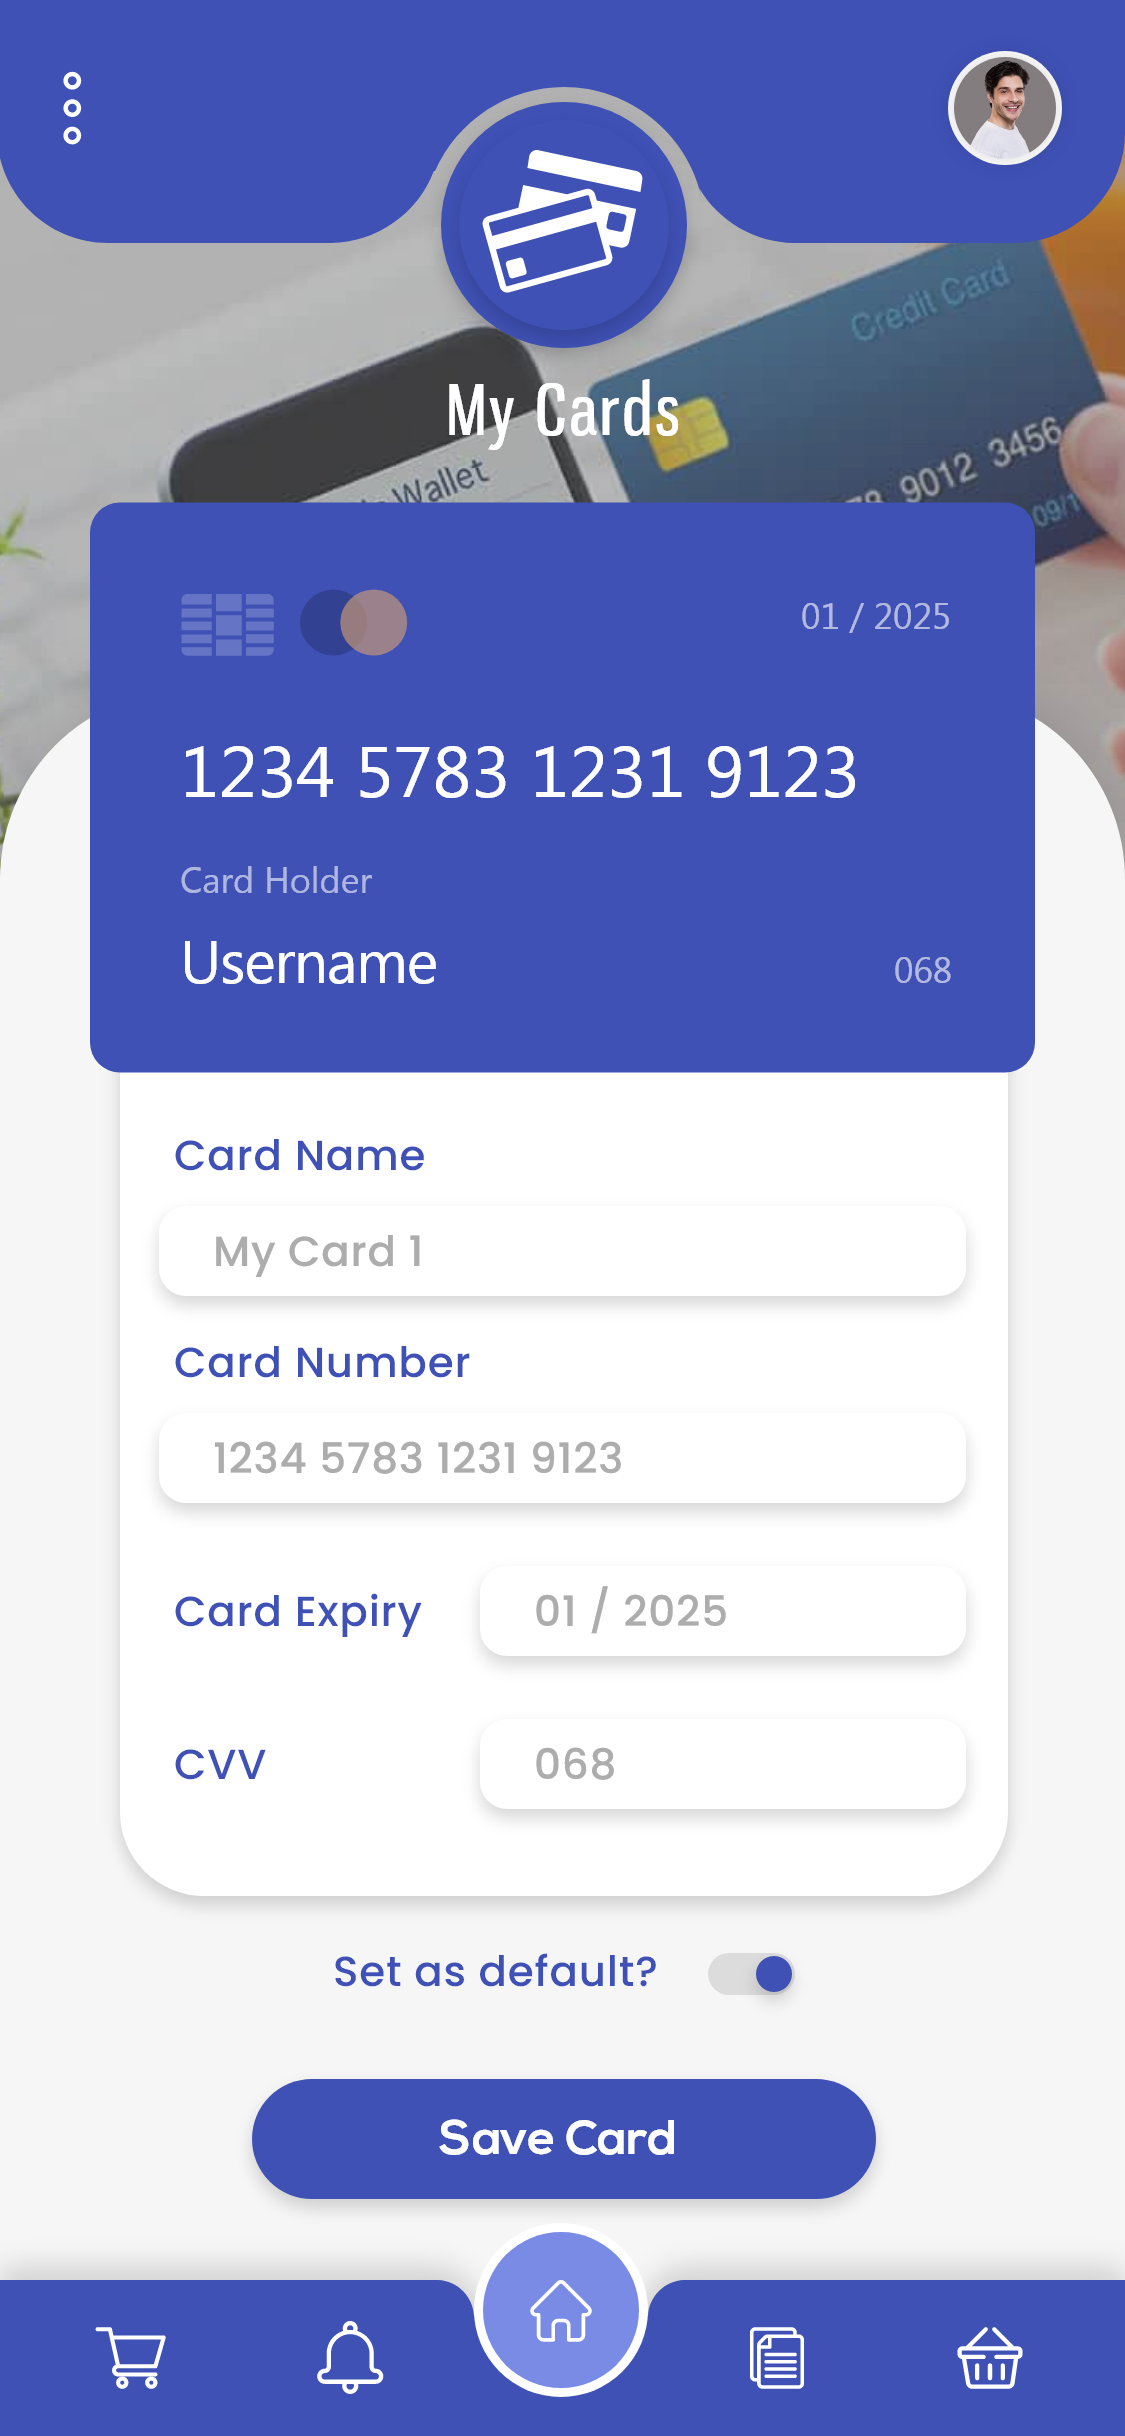 Credit Card
My Cards
Wallet
9012 3456
09/1
01 / 2025
1234 5783 1231 9123
Card Holder
Username
068
Card Name
My Card 1
Card Number
1234 5783 1231 9123
Card Expiry
01 / 2025
CVV
068
Set as default?
Save Card